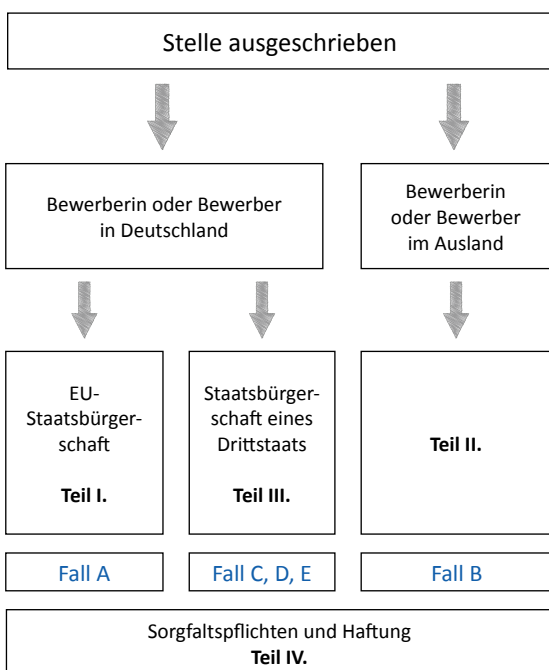 Stelle ausgeschrieben
Bewerberin oder Bewerber
in Deutschland
Bewerberin
oder Bewerber
im Ausland
EU-
Staatsbürger-
schaft
Teil I.
Staatsbürger-
schaft eines
Drittstaats
Teil III.
Teil II.
Fall A
Fall C, D, E
Fall B
Sorgfaltspflichten und Haftung
Teil IV.